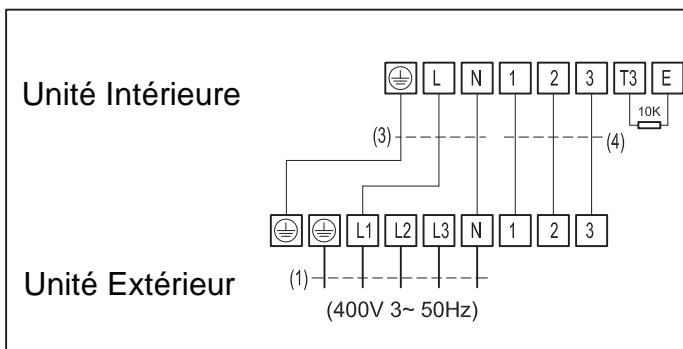 Unité Intérieure
L N 1 2 3 T3 E
10K
(3)
(4)
L1 L2 L3 N 1 2 3
Unité Extérieur
(1)
(400V 3~ 50Hz)